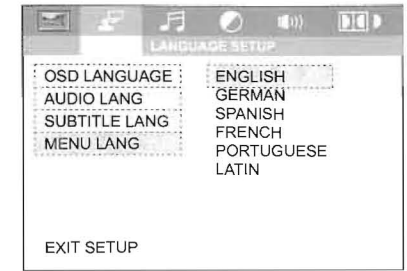 LANGUAGE SETUP
OSD LANGUAGE
AUDIO LANG
SUBTITLE LANG
MENU LANG
ENGLISH
GERMAN
SPANISH
FRENCH
PORTUGUESE
LATIN
EXIT SETUP